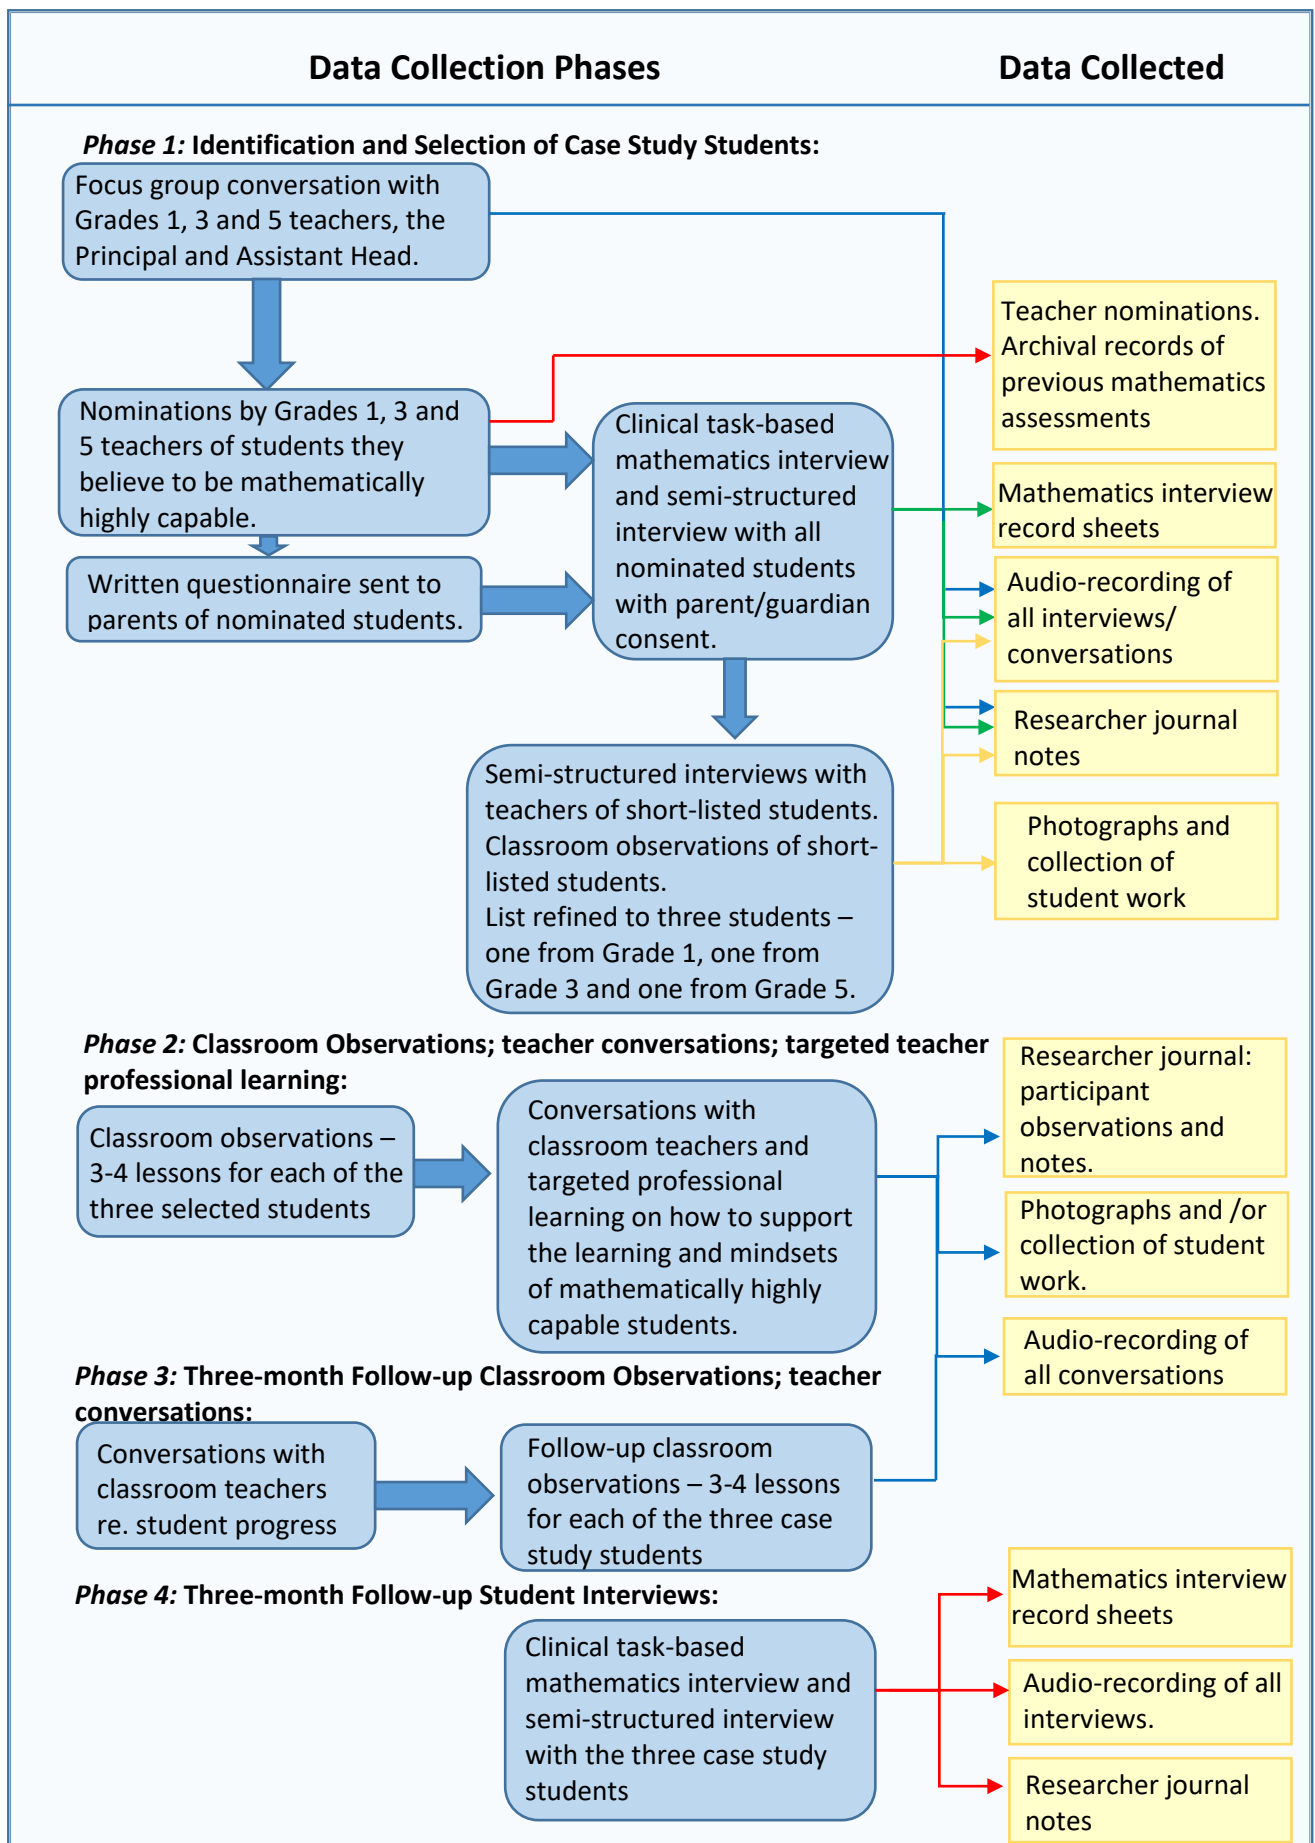 Data Collection Phases
Data Collected
Phase 1: Identification and Selection of Case Study Students:
Focus group conversation with
Grades 1, 3 and 5 teachers, the
Principal and Assistant Head.
Teacher nominations.
Archival records of
previous mathematics
assessments
Nominations by Grades 1, 3 and
5 teachers of students they
believe to be mathematically
highly capable.
Clinical task-based
mathematics interview
and semi-structured
interview with all
nominated students
with parent/guardian
consent.
Mathematics interview
record sheets
Written questionnaire sent to
parents of nominated students.
Audio-recording of
all interviews/
conversations
Researcher journal
notes
Semi-structured interviews with
teachers of short-listed students.
Classroom observations of short-
listed students.
List refined to three students –
one from Grade 1, one from
Grade 3 and one from Grade 5.
Photographs and
collection of
student work
Phase 2: Classroom Observations; teacher conversations; targeted teacher
professional learning:
Classroom observations –
3-4 lessons for each of the
three selected students
Conversations with
classroom teachers and
targeted professional
learning on how to support
the learning and mindsets
of mathematically highly
capable students.
Researcher journal:
participant
observations and
notes.
Photographs and /or
collection of student
work.
Audio-recording of
all conversations
Phase 3: Three-month Follow-up Classroom Observations; teacher
conversations:
Conversations with
classroom teachers
re. student progress
Follow-up classroom
observations – 3-4 lessons
for each of the three case
study students
Phase 4: Three-month Follow-up Student Interviews:
Clinical task-based
mathematics interview and
semi-structured interview
with the three case study
students
Mathematics interview
record sheets
Audio-recording of all
interviews.
Researcher journal
notes